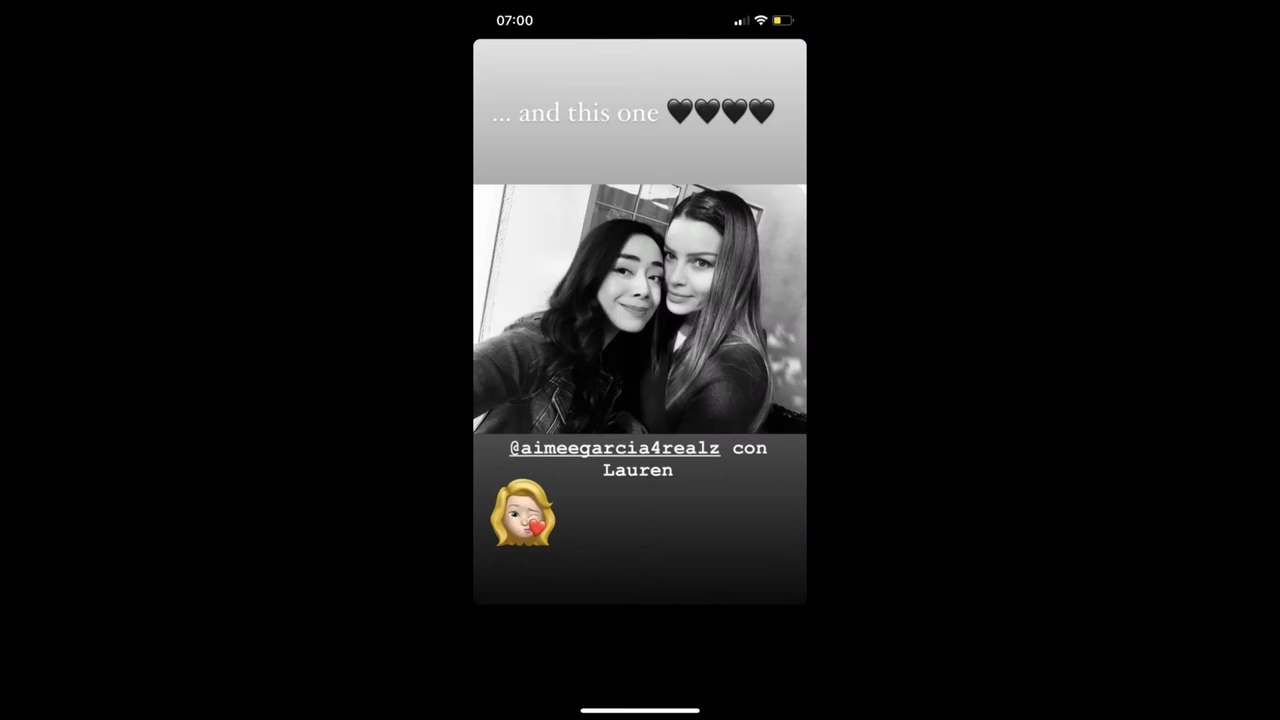 07:00
... and this one 🖤🖤🖤🖤
@aimeegarcia4realz con
Lauren